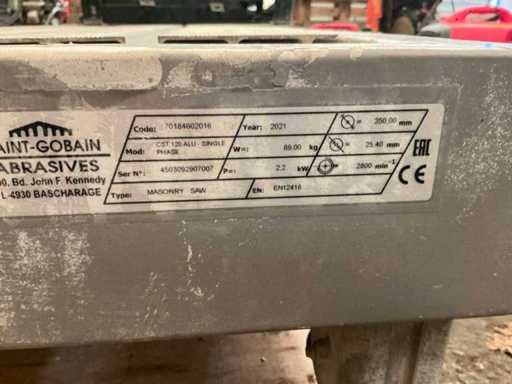 AINT-GOBAIN
ABRASIVES
0, Bd. John F. Kennedy
L-4930 BASCHARAGE
Code: 70184602016 Year: 2021 = 350,00 mm
Mod: CST 120 ALU - SINGLE PHASE W= 69.00 kg = 25.40 mm
Ser N°: 4503092907007 P= 2,2 kW = 2800 min-1
Type: MASONRY SAW EN: EN12418
EAC
CE